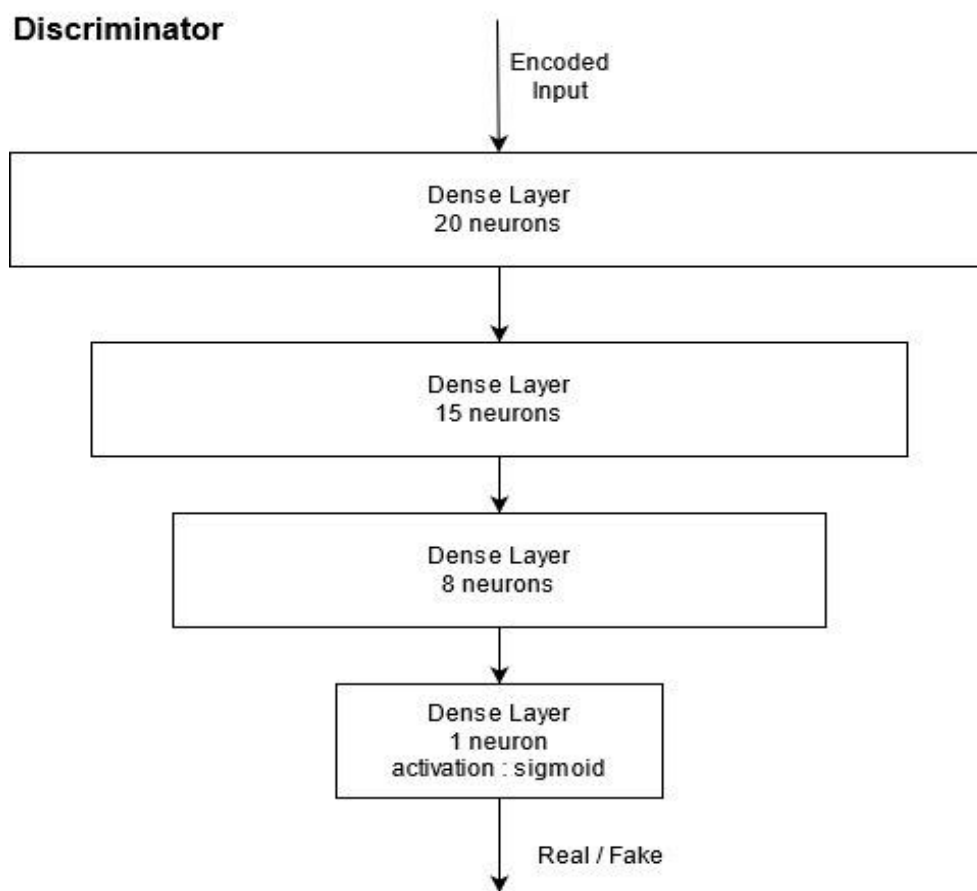 Discriminator
Encoded
Input
Dense Layer
20 neurons
Dense Layer
15 neurons
Dense Layer
8 neurons
Dense Layer
1 neuron
activation : sigmoid
Real / Fake